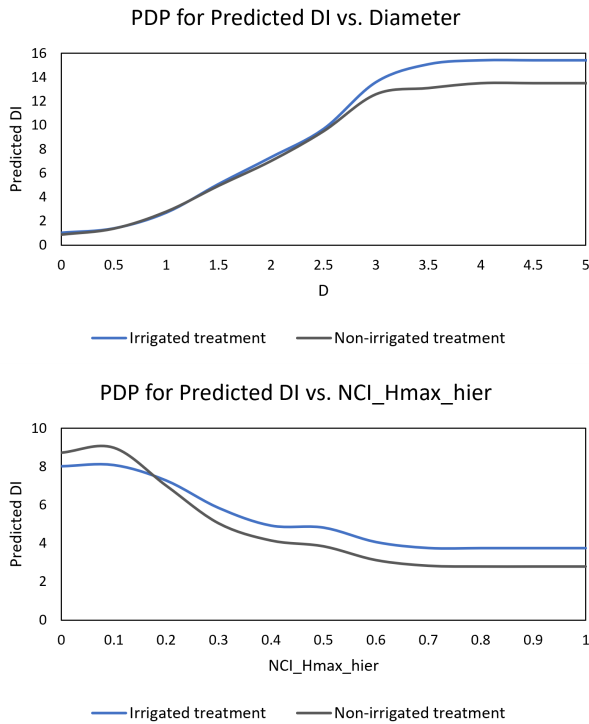 PDP for Predicted DI vs. Diameter
16
14
12
10
8
6
4
2
0
Predicted DI
0 0.5 1 1.5 2 2.5 3 3.5 4 4.5 5
D
Irrigated treatment Non-irrigated treatment
PDP for Predicted DI vs. NCI_Hmax_hier
10
8
6
4
2
0
Predicted DI
0 0.1 0.2 0.3 0.4 0.5 0.6 0.7 0.8 0.9 1
NCI_Hmax_hier
Irrigated treatment Non-irrigated treatment